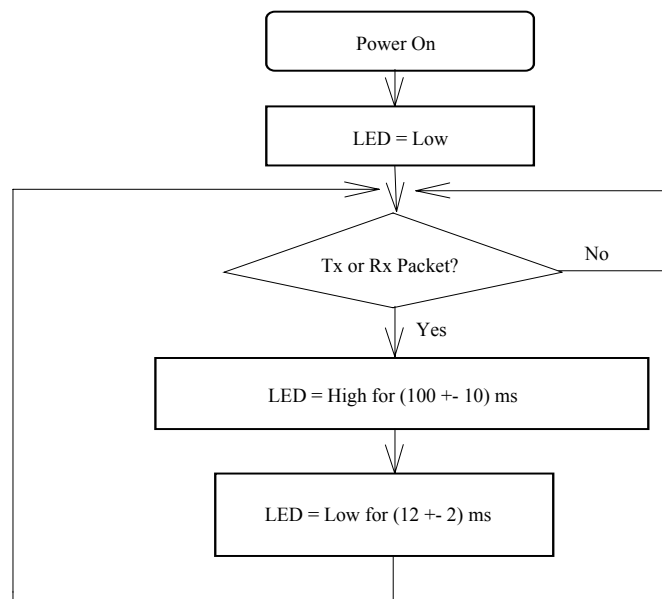 Power On
LED = Low
Tx or Rx Packet?
No
Yes
LED = High for (100 +- 10) ms
LED = Low for (12 +- 2) ms